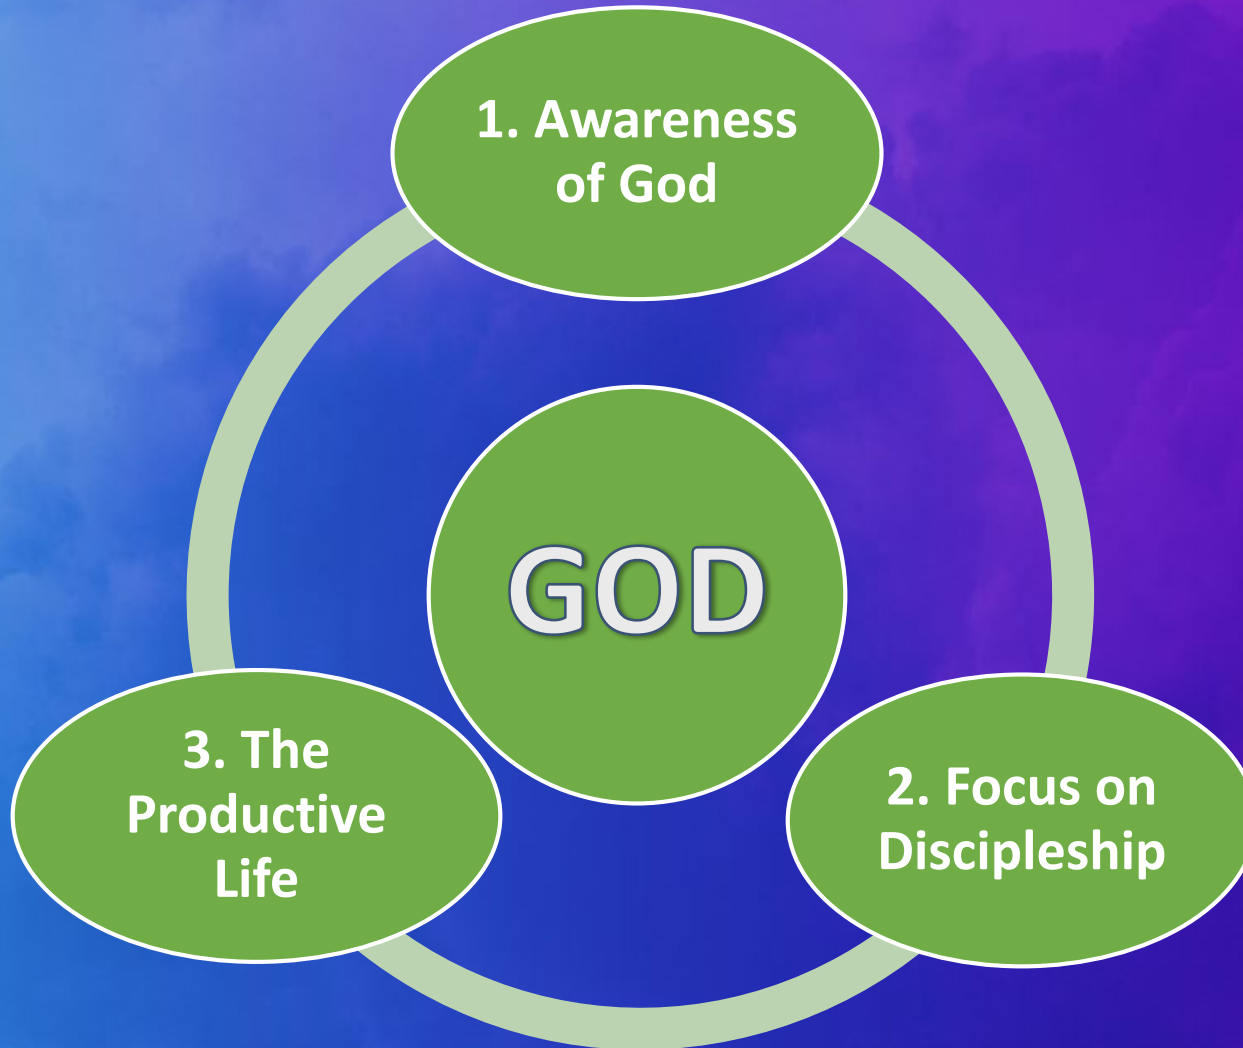 1. Awareness
of God
GOD
3. The
Productive
Life
2. Focus on
Discipleship